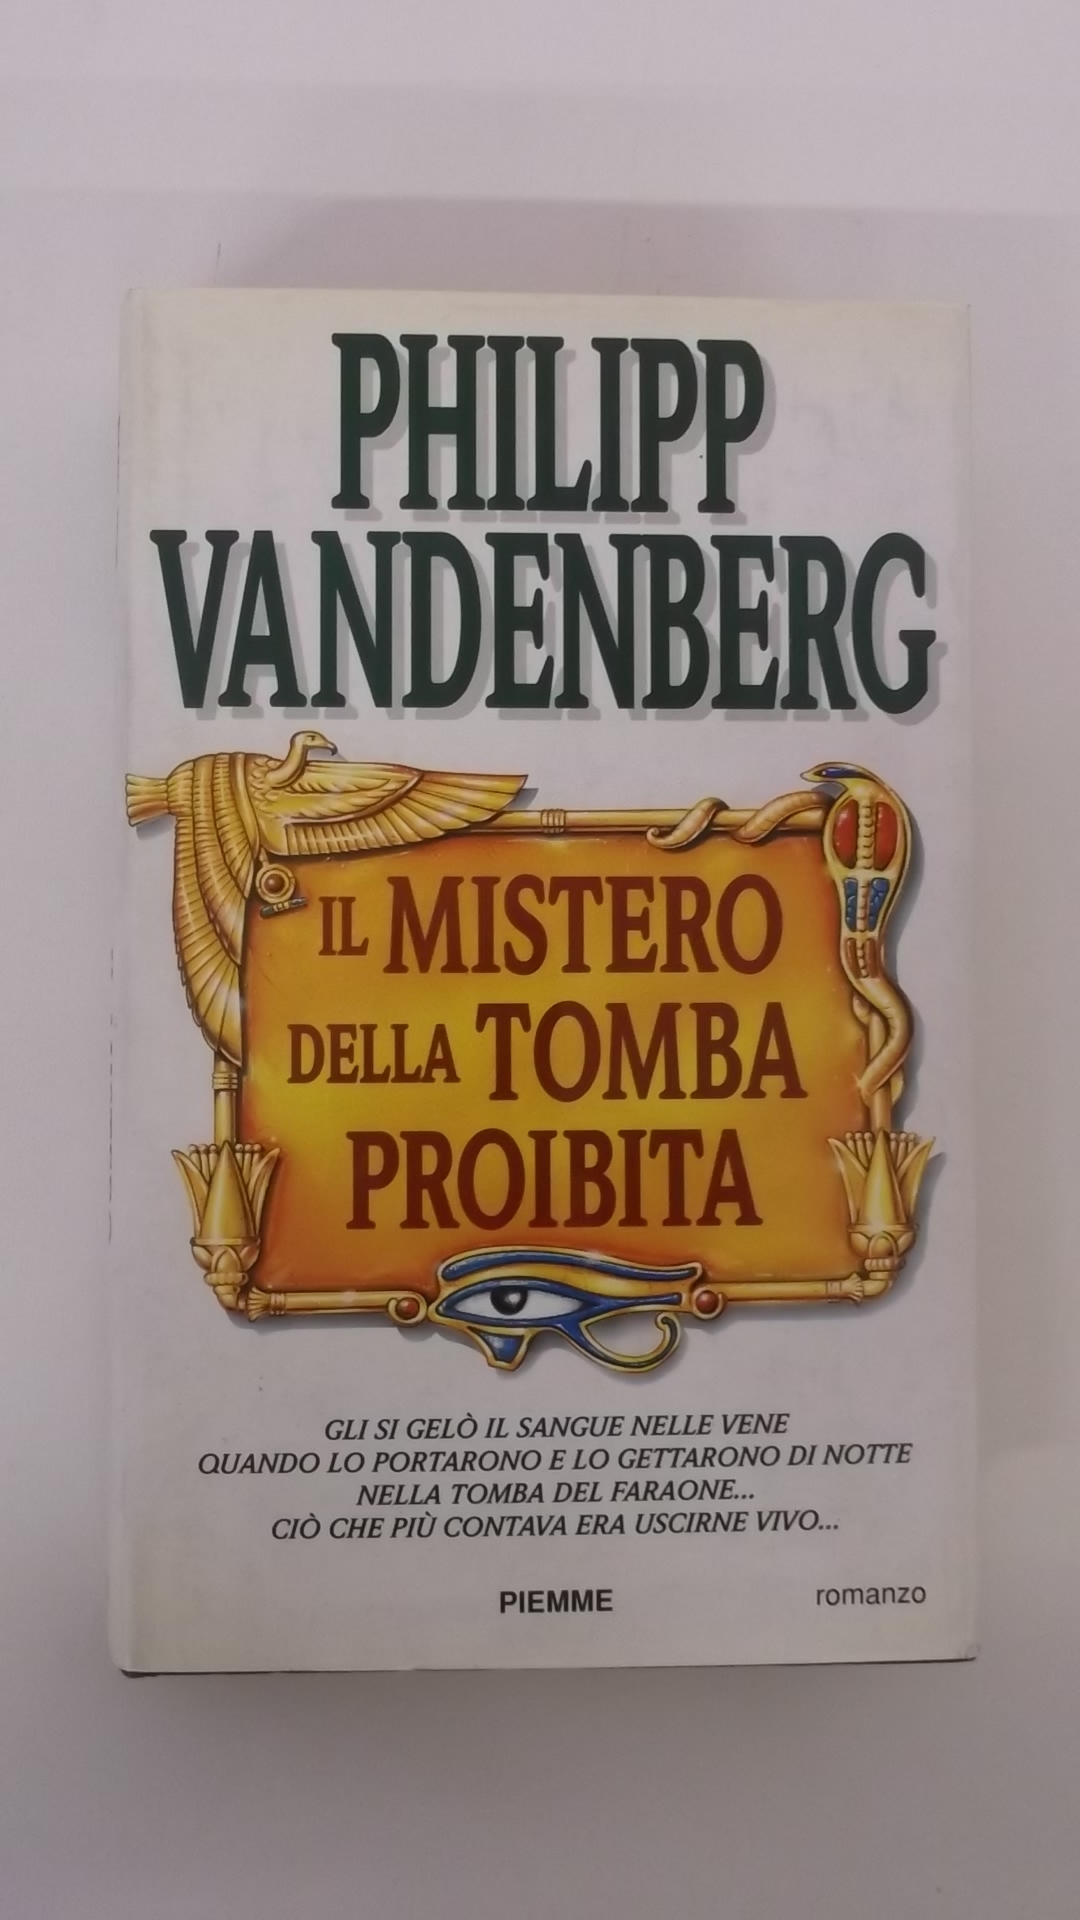 PHILIPP
VANDENBERG
IL MISTERO
DELLA TOMBA
PROIBITA
GLI SI GELÒ IL SANGUE NELLE VENE
QUANDO LO PORTARONO E LO GETTARONO DI NOTTE
NELLA TOMBA DEL FARAONE...
CIÒ CHE PIÙ CONTAVA ERA USCIRNE VIVO...
PIEMME
romanzo